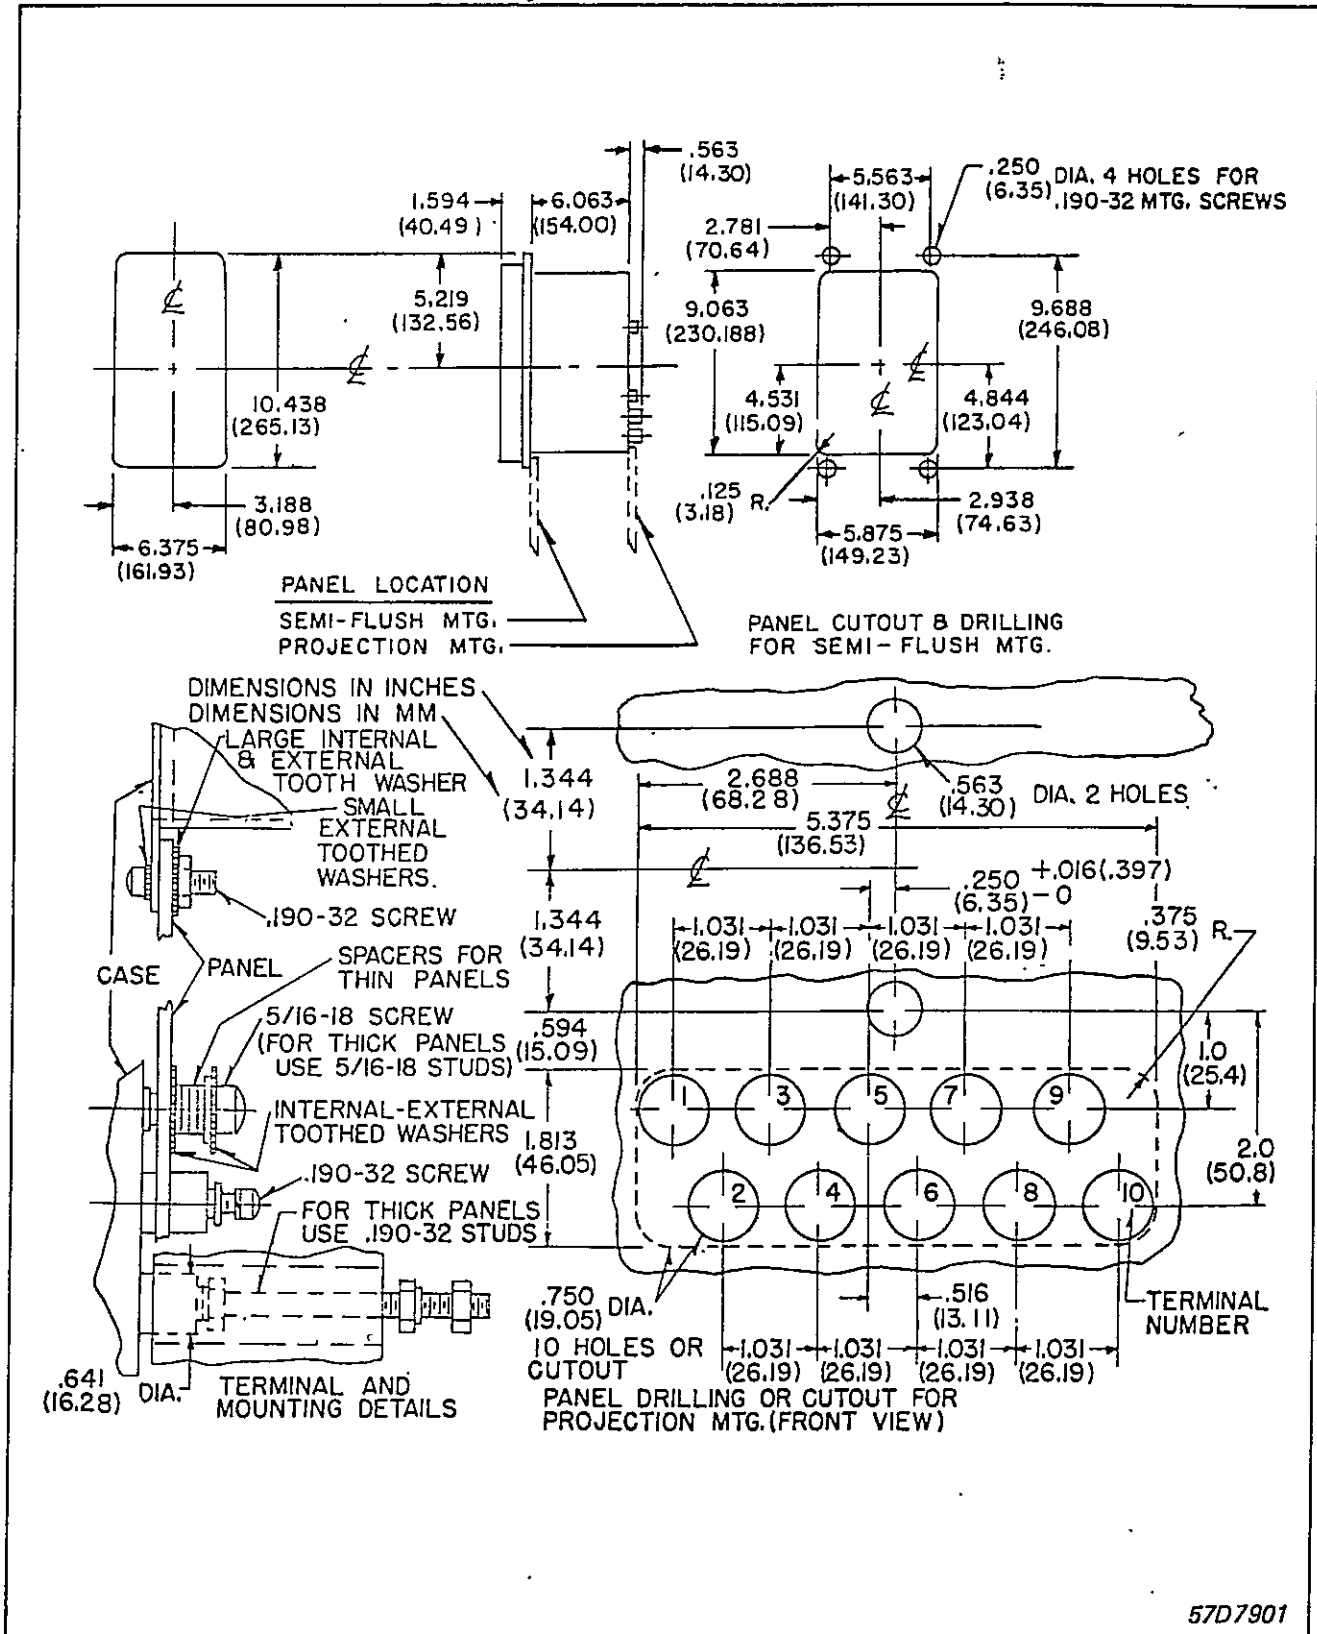 .563
(14.30)
1.594
(40.49)
6.063
(154.00)
5.563
(141.30)
.250
(6.35)
DIA. 4 HOLES FOR
.190-32 MTG. SCREWS
2.781
(70.64)
℄
5.219
(132.56)
9.063
(230.188)
9.688
(246.08)
℄
℄
℄
10.438
(265.13)
4.531
(115.09)
4.844
(123.04)
3.188
(80.98)
.125
(3.18)
R.
2.938
(74.63)
6.375
(161.93)
5.875
(149.23)
PANEL LOCATION
SEMI-FLUSH MTG.
PROJECTION MTG.
PANEL CUTOUT & DRILLING
FOR SEMI-FLUSH MTG.
DIMENSIONS IN INCHES
DIMENSIONS IN MM
LARGE INTERNAL
& EXTERNAL
TOOTH WASHER
SMALL
EXTERNAL
TOOTHED
WASHERS.
.190-32 SCREW
CASE
PANEL
SPACERS FOR
THIN PANELS
5/16-18 SCREW
(FOR THICK PANELS
USE 5/16-18 STUDS)
INTERNAL-EXTERNAL
TOOTHED WASHERS
.190-32 SCREW
FOR THICK PANELS
USE .190-32 STUDS
.641
(16.28)
DIA.
TERMINAL AND
MOUNTING DETAILS
1.344
(34.14)
2.688
(68.28)
℄
.563
(14.30)
DIA. 2 HOLES
5.375
(136.53)
℄
.250
(6.35)
+.016(.397)
-0
1.344
(34.14)
1.031
(26.19)
1.031
(26.19)
1.031
(26.19)
1.031
(26.19)
.375
(9.53)
R.
.594
(15.09)
1.0
(25.4)
1 3 5 7 9
1.813
(46.05)
2.0
(50.8)
2 4 6 8 10
.750
(19.05)
DIA.
10 HOLES OR
CUTOUT
.516
(13.11)
TERMINAL
NUMBER
1.031
(26.19)
1.031
(26.19)
1.031
(26.19)
1.031
(26.19)
PANEL DRILLING OR CUTOUT FOR
PROJECTION MTG.(FRONT VIEW)
57D7901